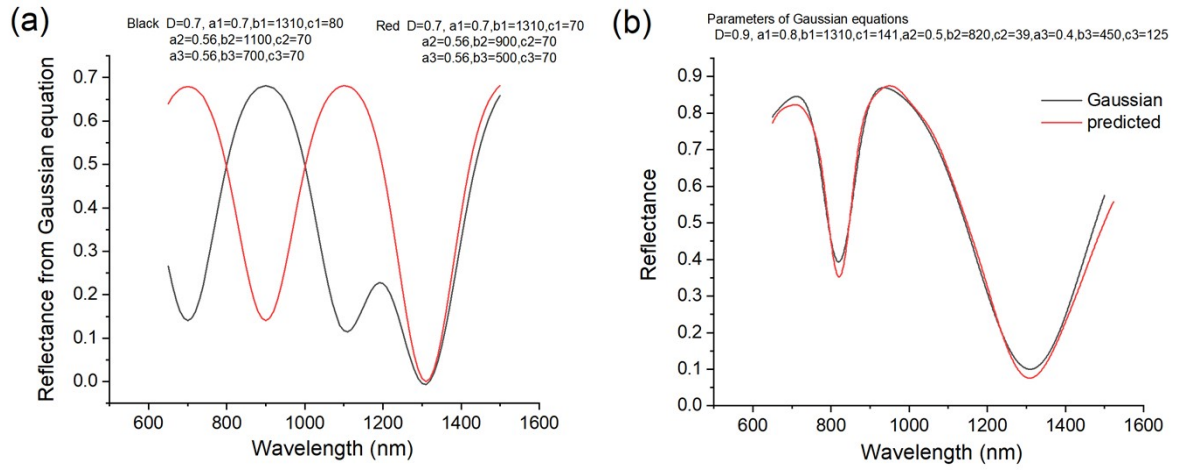 (a)
Black D=0.7, a1=0.7,b1=1310,c1=80
a2=0.56,b2=1100,c2=70
a3=0.56,b3=700,c3=70
Red D=0.7, a1=0.7,b1=1310,c1=70
a2=0.56,b2=900,c2=70
a3=0.56,b3=500,c3=70
Reflectance from Gaussian equation
0.7
0.6
0.5
0.4
0.3
0.2
0.1
0.0
600
800
1000
1200
1400
1600
Wavelength (nm)
(b)
Parameters of Gaussian equations
D=0.9, a1=0.8,b1=1310,c1=141,a2=0.5,b2=820,c2=39,a3=0.4,b3=450,c3=125
Reflectance
0.9
0.8
0.7
0.6
0.5
0.4
0.3
0.2
0.1
0.0
Gaussian
predicted
600
800
1000
1200
1400
1600
Wavelength (nm)